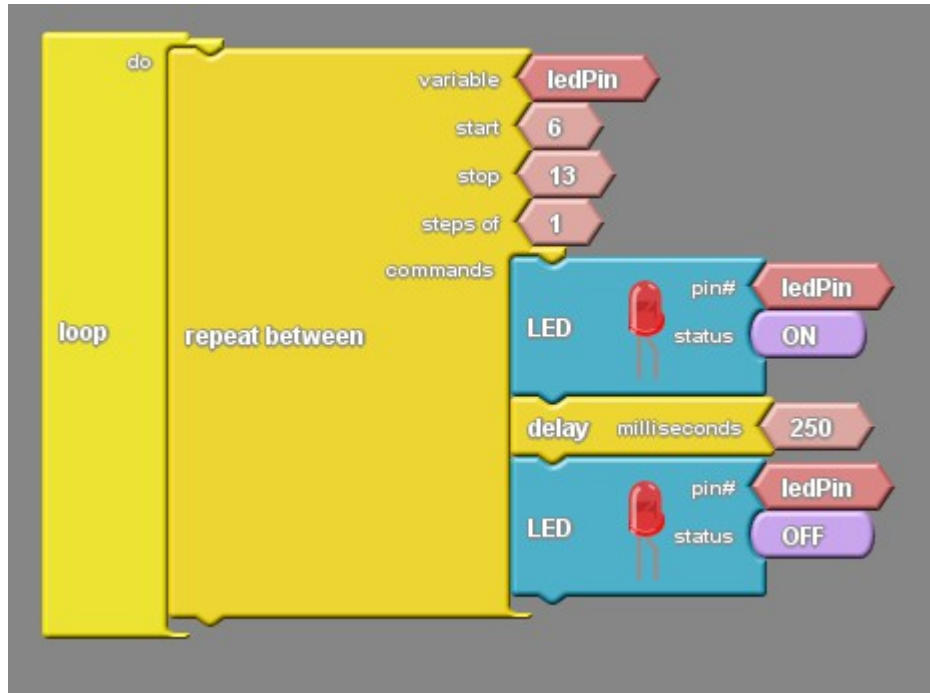 do
variable ledPin
start 6
stop 13
steps of 1
commands
pin# ledPin
loop repeat between LED status ON
delay milliseconds 250
pin# ledPin
LED status OFF